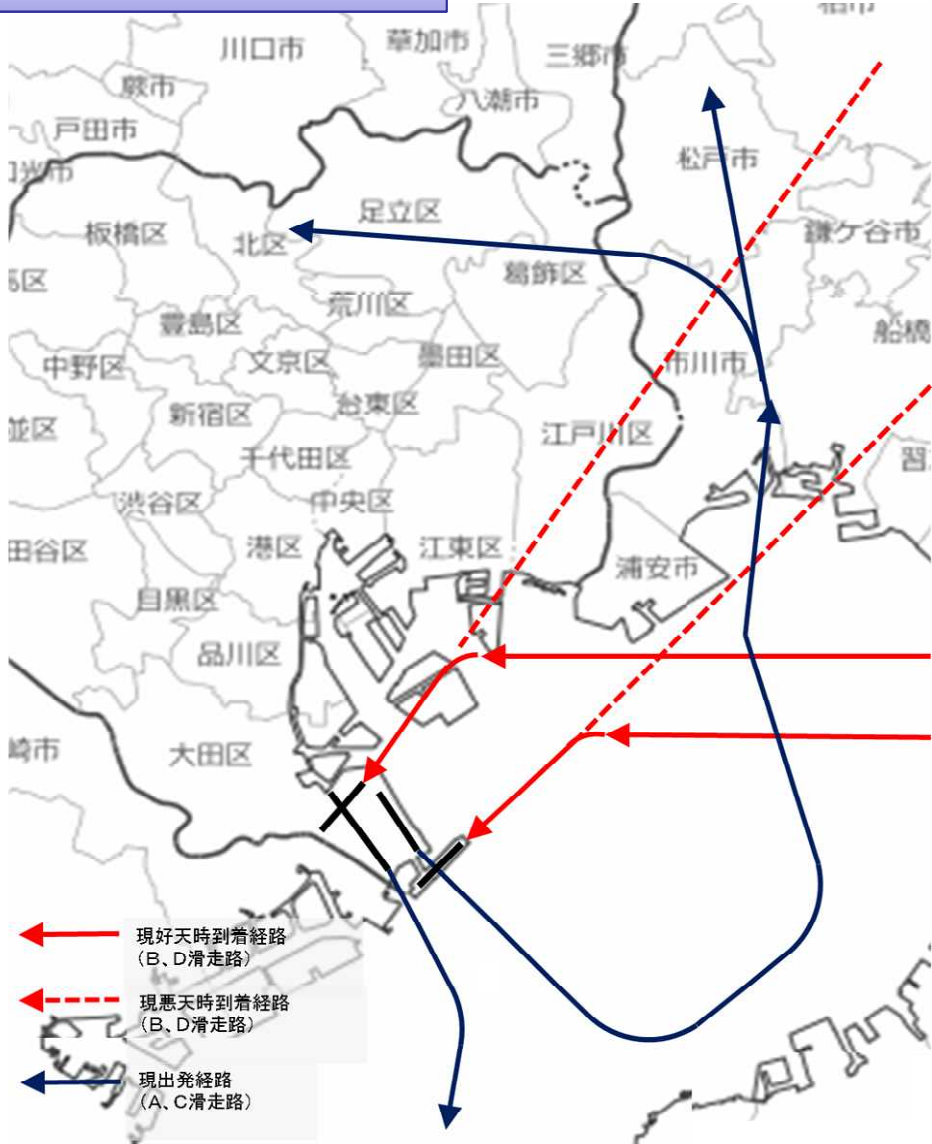 川口市
草加市
三郷市
蕨市
八潮市
戸田市
松戸市
足立区
板橋区
北区
鎌ケ谷市
葛飾区
荒川区
豊島区
船橋
中野区
文京区
墨田区
市川市
台東区
新宿区
江戸川区
並区
千代田区
習
渋谷区
中央区
港区
江東区
田谷区
浦安市
目黒区
品川区
大田区
崎市
現好天時到着経路
(B、D滑走路)
現悪天時到着経路
(B、D滑走路)
現出発経路
(A、C滑走路)